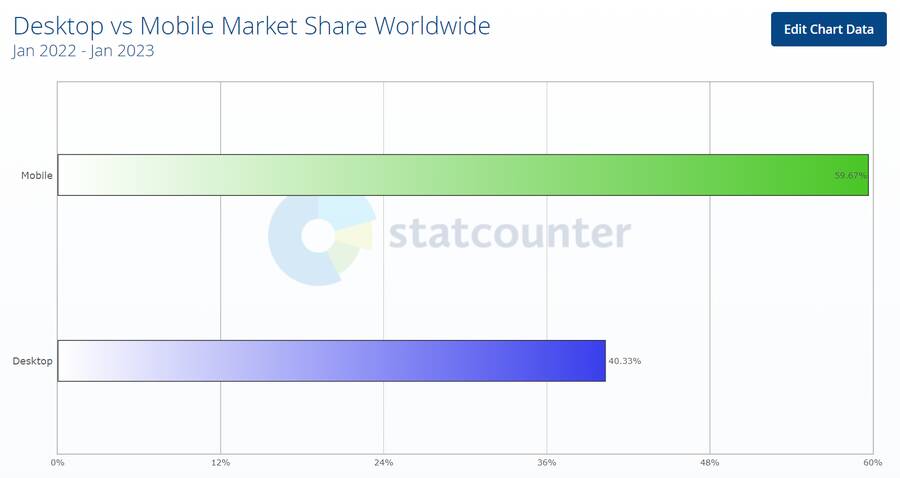 Desktop vs Mobile Market Share Worldwide
Jan 2022 - Jan 2023
Edit Chart Data
Mobile
59.67%
statcounter
Desktop
40.33%
0% 12% 24% 36% 48% 60%